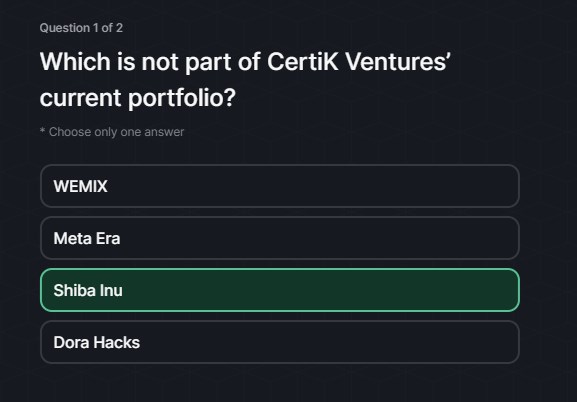 Question 1 of 2
Which is not part of CertiK Ventures’
current portfolio?
* Choose only one answer
WEMIX
Meta Era
Shiba Inu
Dora Hacks